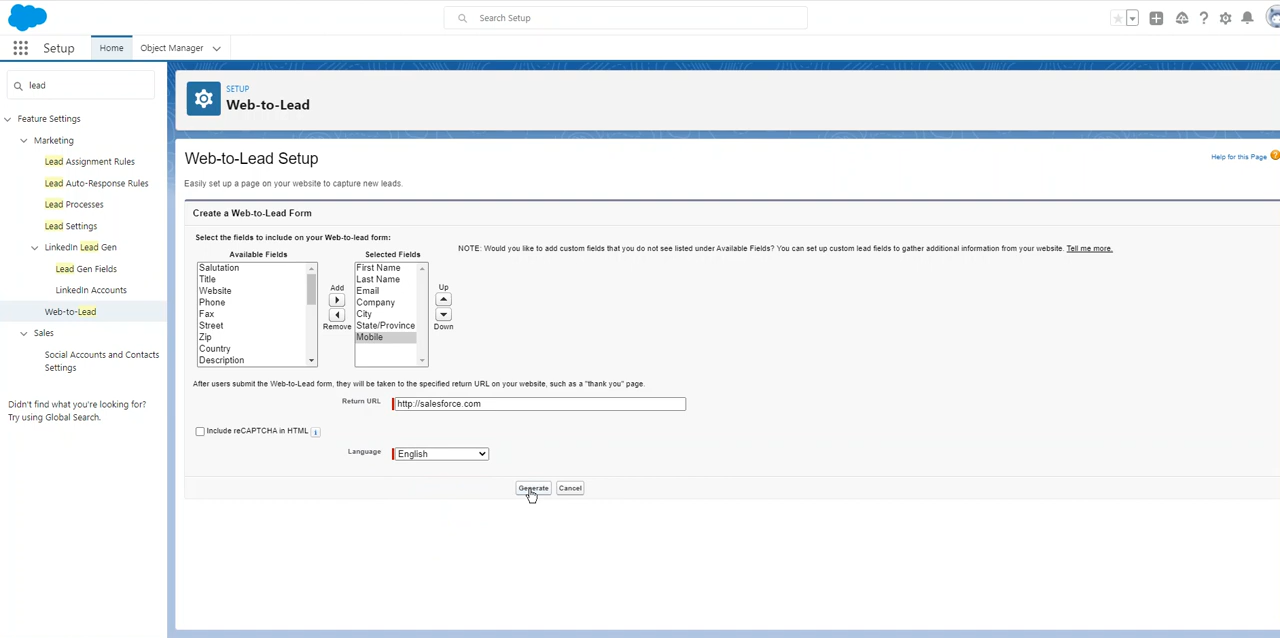 Search Setup
Setup
Home
Object Manager
lead
Feature Settings
Marketing
Lead Assignment Rules
Lead Auto-Response Rules
Lead Processes
Lead Settings
LinkedIn Lead Gen
Lead Gen Fields
LinkedIn Accounts
Web-to-Lead
Sales
Social Accounts and Contacts
Settings
Didn't find what you're looking for?
Try using Global Search.
SETUP
Web-to-Lead
Web-to-Lead Setup
Help for this Page
Easily set up a page on your website to capture new leads.
Create a Web-to-Lead Form
Select the fields to include on your Web-to-lead form:
NOTE: Would you like to add custom fields that you do not see listed under Available Fields? You can set up custom lead fields to gather additional information from your website. Tell me more.
Available Fields
Salutation
Title
Website
Phone
Fax
Street
Zip
Country
Description
Add
Remove
Selected Fields
First Name
Last Name
Email
Company
City
State/Province
Mobile
Up
Down
After users submit the Web-to-Lead form, they will be taken to the specified return URL on your website, such as a "thank you" page.
Return URL
http://salesforce.com
Include reCAPTCHA in HTML
Language
English
Generate
Cancel